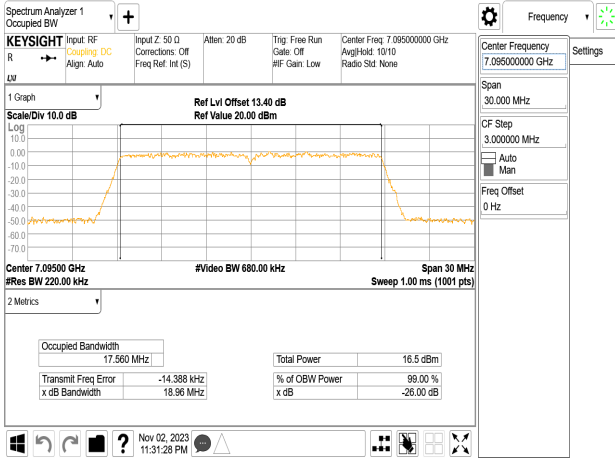 Spectrum Analyzer 1
Occupied BW
Frequency
KEYSIGHT
R
Input: RF
Coupling: DC
Align: Auto
Input Z: 50 Ω
Corrections: Off
Freq Ref: Int (S)
Atten: 20 dB
Trig: Free Run
Gate: Off
#IF Gain: Low
Center Freq: 7.095000000 GHz
Avg|Hold: 10/10
Radio Std: None
Center Frequency
7.095000000 GHz
Settings
Span
30.000 MHz
CF Step
3.000000 MHz
Auto
Man
Freq Offset
0 Hz
1 Graph
Scale/Div 10.0 dB
Ref Lvl Offset 13.40 dB
Ref Value 20.00 dBm
Log
10.0
0.00
-10.0
-20.0
-30.0
-40.0
-50.0
-60.0
-70.0
Center 7.09500 GHz
#Video BW 680.00 kHz
Span 30 MHz
#Res BW 220.00 kHz
Sweep 1.00 ms (1001 pts)
2 Metrics
Occupied Bandwidth
17.560 MHz
Total Power 16.5 dBm
Transmit Freq Error -14.388 kHz
% of OBW Power 99.00 %
x dB Bandwidth 18.96 MHz
x dB -26.00 dB
?
Nov 02, 2023
11:31:28 PM